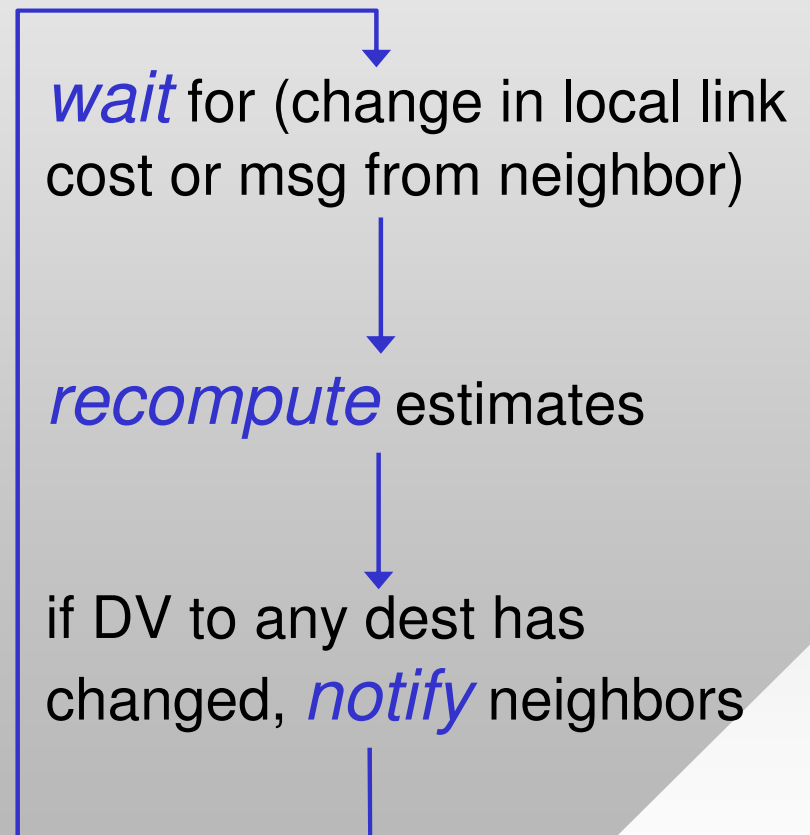 wait for (change in local link
cost or msg from neighbor)
recompute estimates
if DV to any dest has
changed, notify neighbors